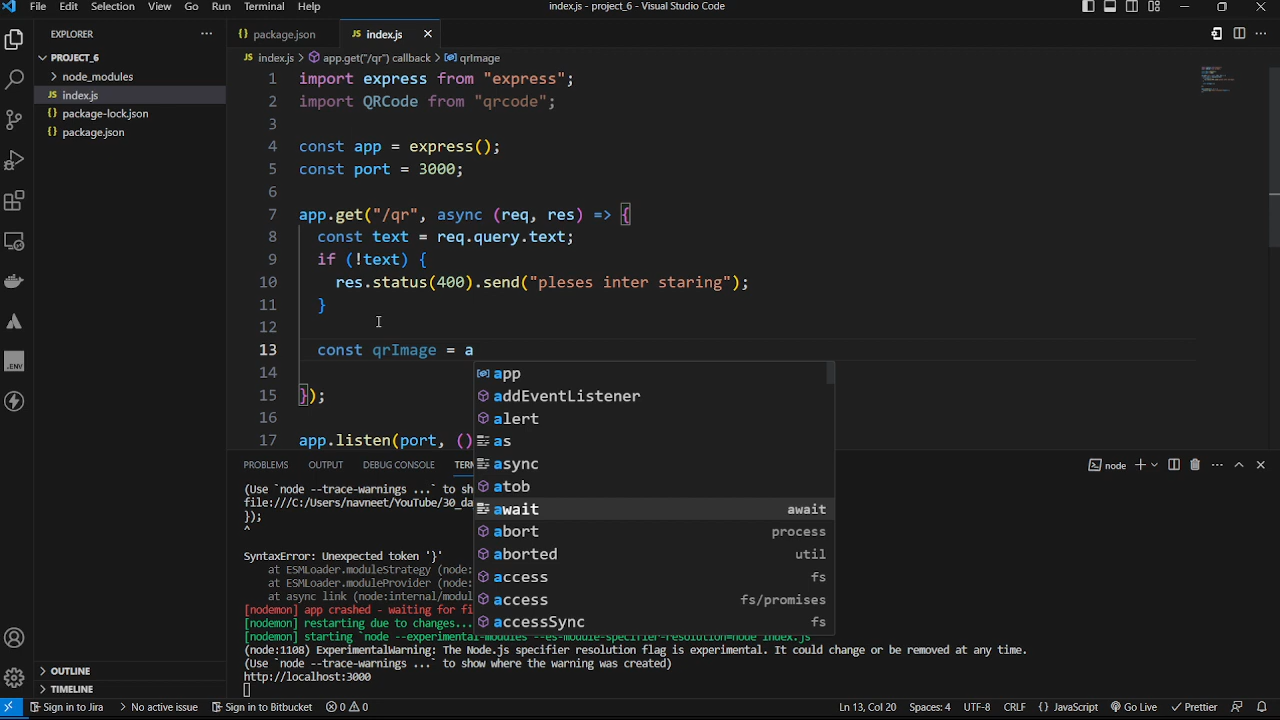 File Edit Selection View Go Run Terminal Help
index.js - project_6 - Visual Studio Code
EXPLORER
PROJECT_6
node_modules
JS index.js
{} package-lock.json
{} package.json
OUTLINE
TIMELINE
.ENV
{} package.json
JS index.js
JS index.js > app.get("/qr") callback > qrImage
1 import express from "express";
2 import QRCode from "qrcode";
3
4 const app = express();
5 const port = 3000;
6
7 app.get("/qr", async (req, res) => {
8 const text = req.query.text;
9 if (!text) {
10 res.status(400).send("pleses inter staring");
11 }
12
13 const qrImage = a
14
15 });
16
17 app.listen(port, ()
app
addEventListener
alert
as
async
atob
await await
abort process
aborted util
access fs
access fs/promises
accessSync fs
PROBLEMS OUTPUT DEBUG CONSOLE TERM
node
(Use `node --trace-warnings ...` to sh
file:///C:/Users/navneet/YouTube/30_da
});
^
SyntaxError: Unexpected token '}'
at ESMLoader.moduleStrategy (node:
at ESMLoader.moduleProvider (node:
at async link (node:internal/modul
[nodemon] app crashed - waiting for fi
[nodemon] restarting due to changes...
[nodemon] starting `node --experimental-modules --es-module-specifier-resolution=node index.js`
(node:1108) ExperimentalWarning: The Node.js specifier resolution flag is experimental. It could change or be removed at any time.
(Use `node --trace-warnings ...` to show where the warning was created)
http://localhost:3000
Sign in to Jira No active issue Sign in to Bitbucket 0 0
Ln 13, Col 20 Spaces: 4 UTF-8 CRLF {} JavaScript Go Live Prettier